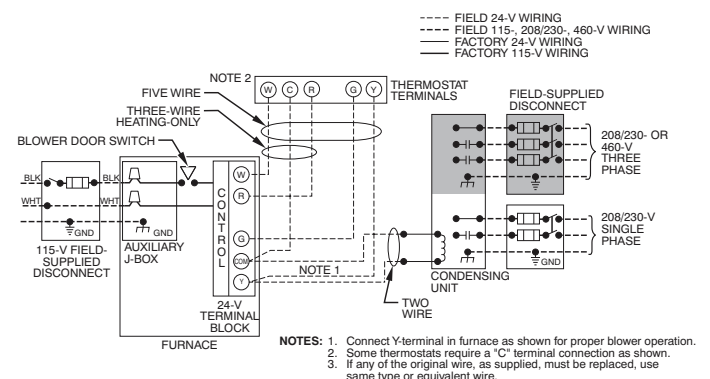 FIELD 24-V WIRING
FIELD 115-, 208/230-, 460-V WIRING
FACTORY 24-V WIRING
FACTORY 115-V WIRING
NOTE 2
W C R G Y
THERMOSTAT
TERMINALS
FIVE WIRE
THREE-WIRE
HEATING-ONLY
BLOWER DOOR SWITCH
FIELD-SUPPLIED
DISCONNECT
208/230- OR
460-V
THREE
PHASE
BLK
BLK
WHT
WHT
GND
GND
115-V FIELD-
SUPPLIED
DISCONNECT
AUXILIARY
J-BOX
CONTROL
W
R
G
COM
Y
NOTE 1
24-V
TERMINAL
BLOCK
FURNACE
TWO
WIRE
CONDENSING
UNIT
GND
208/230-V
SINGLE
PHASE
NOTES: 1. Connect Y-terminal in furnace as shown for proper blower operation.
2. Some thermostats require a "C" terminal connection as shown.
3. If any of the original wire, as supplied, must be replaced, use
same type or equivalent wire.